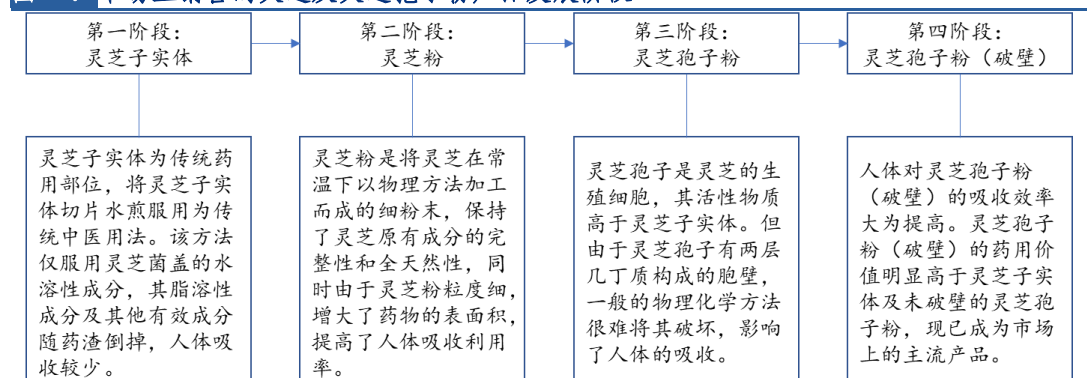 第一阶段：
灵芝子实体
第二阶段：
灵芝粉
第三阶段：
灵芝孢子粉
第四阶段：
灵芝孢子粉（破壁）
灵芝子实体为传统药
用部位，将灵芝子实
体切片水煎服用为传
统中医用法。该方法
仅服用灵芝菌盖的水
溶性成分，其脂溶性
成分及其他有效成分
随药渣倒掉，人体吸
收较少。
灵芝粉是将灵芝在常
温下以物理方法加工
而成的细粉末，保持
了灵芝原有成分的完
整性和全天然性，同
时由于灵芝粉粒度细，
增大了药物的表面积，
提高了人体吸收利用
率。
灵芝孢子是灵芝的生
殖细胞，其活性物质
高于灵芝子实体。但
由于灵芝孢子有两层
几丁质构成的胞壁，
一般的物理化学方法
很难将其破坏，影响
了人体的吸收。
人体对灵芝孢子粉
（破壁）的吸收效率
大为提高。灵芝孢子
粉（破壁）的药用价
值明显高于灵芝子实
体及未破壁的灵芝孢
子粉，现已成为市场
上的主流产品。